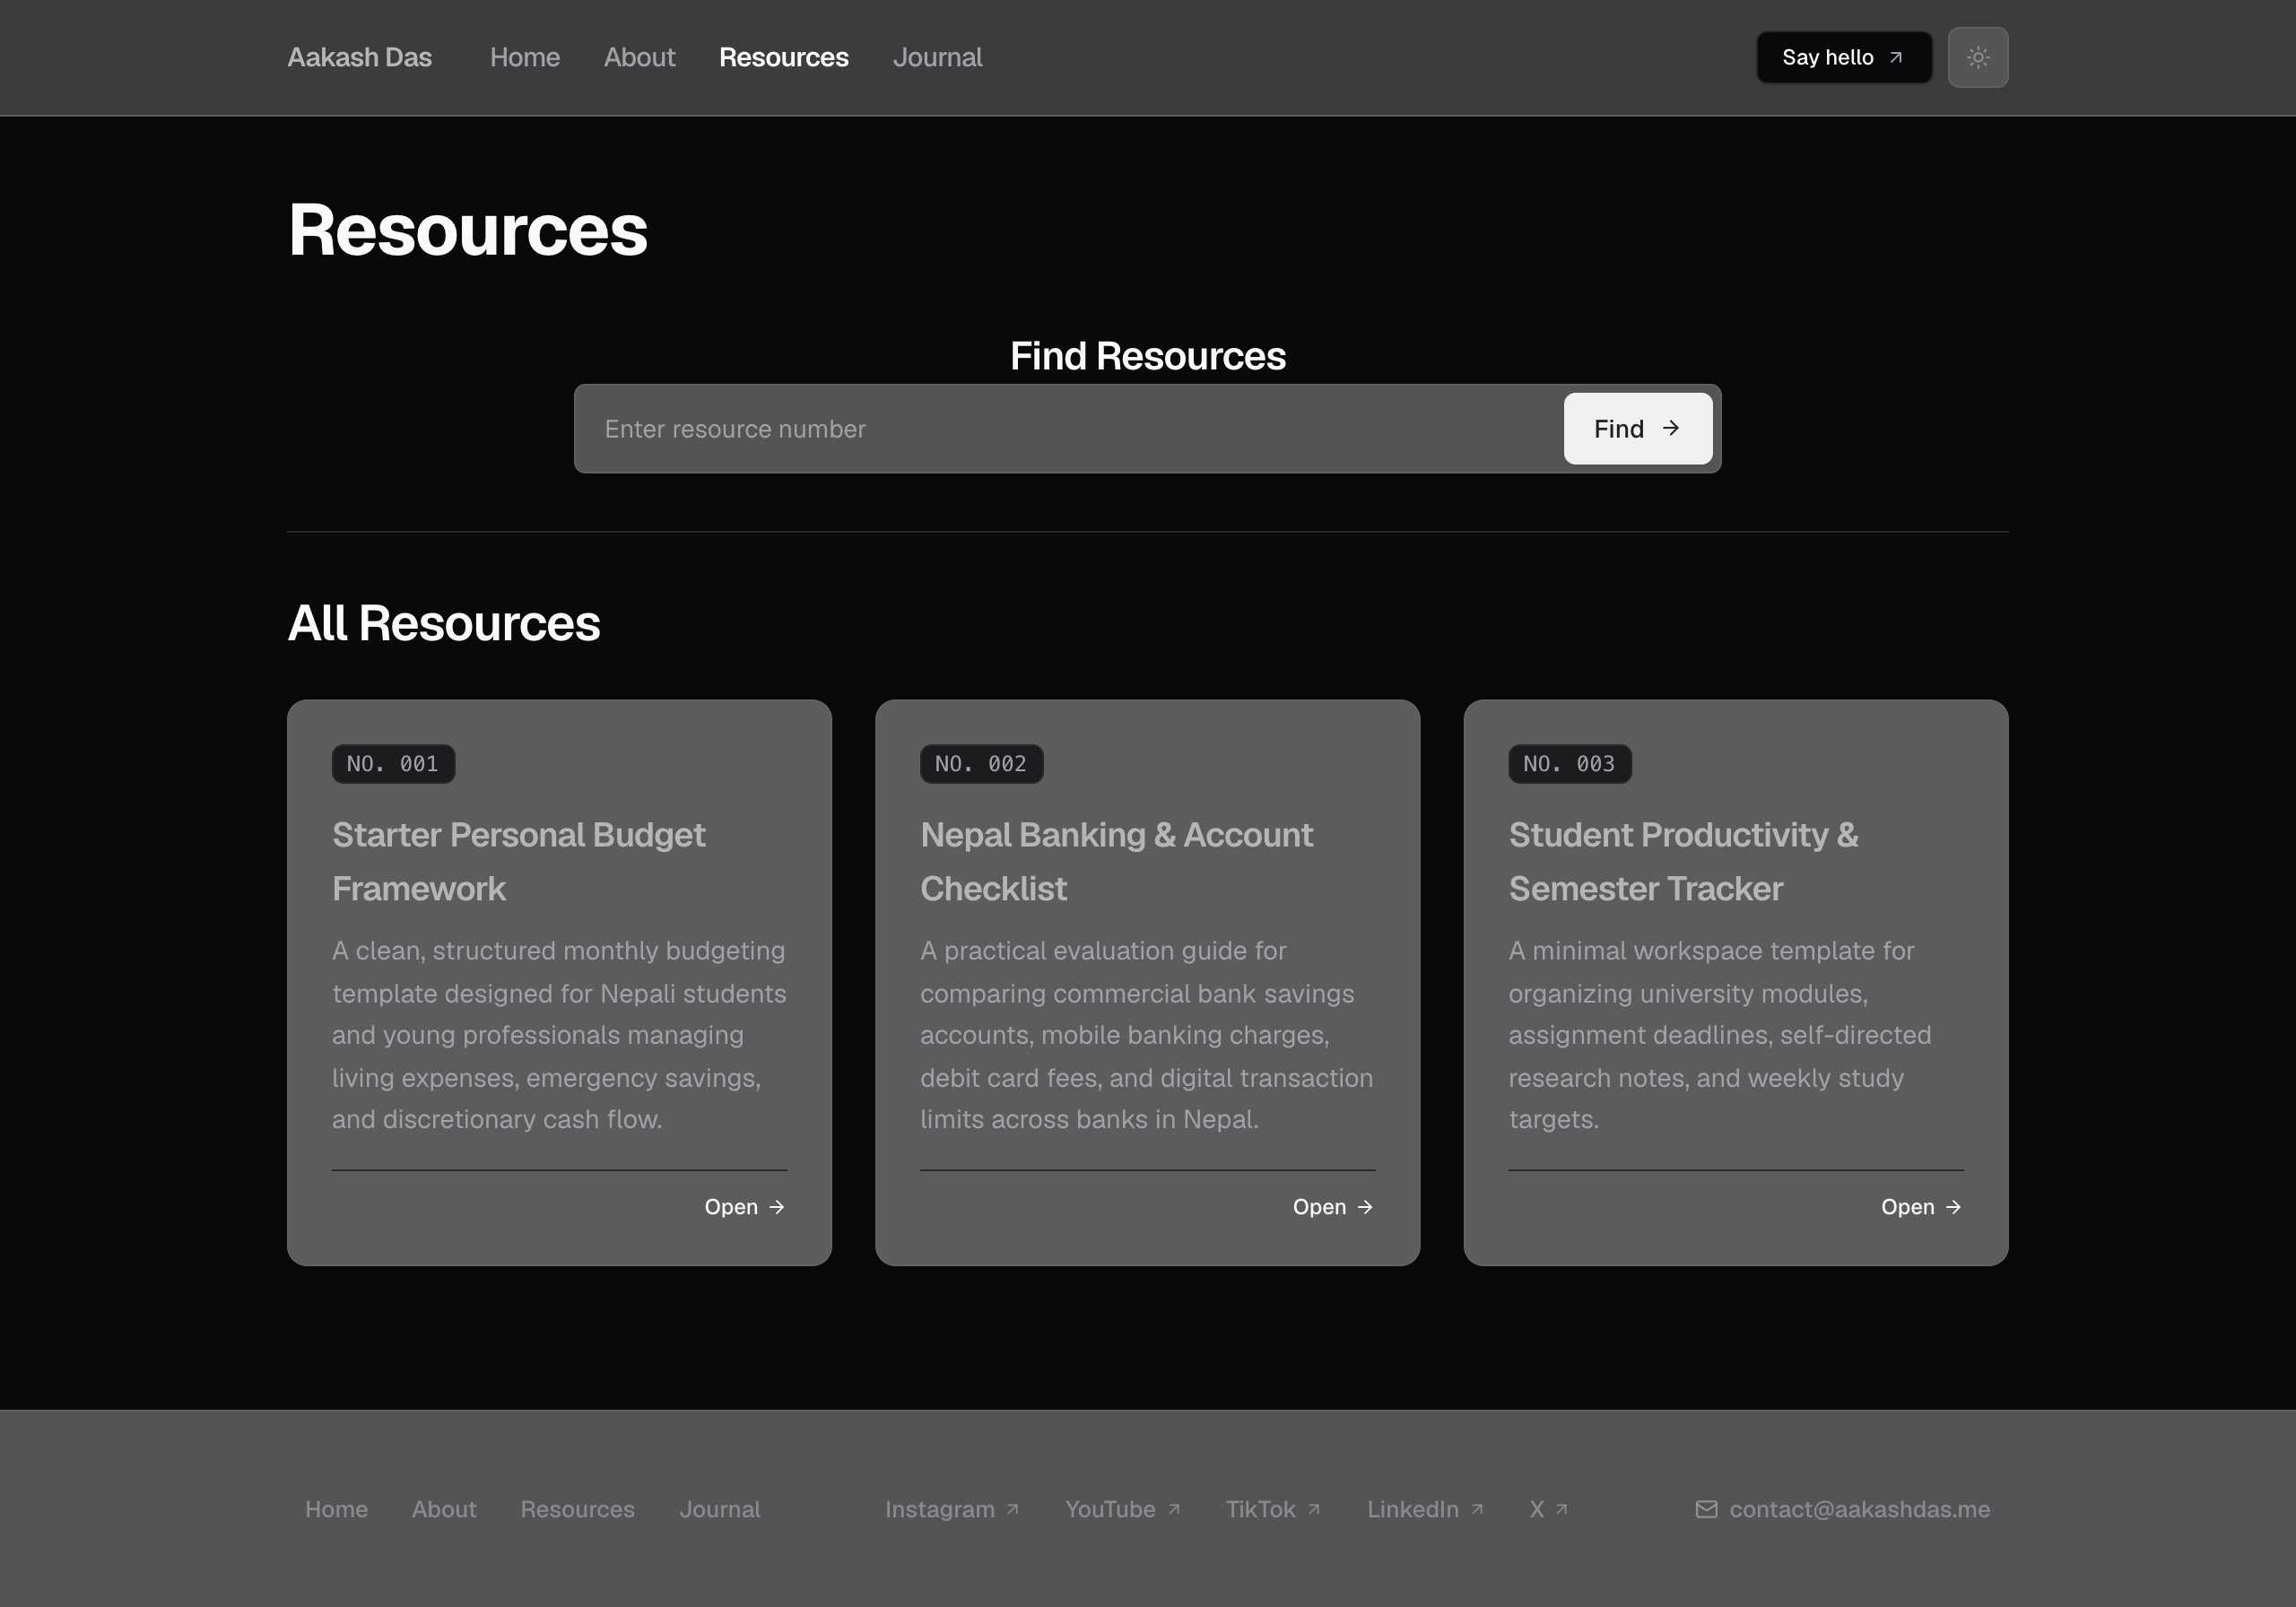 Aakash Das Home About Resources Journal Say hello
Resources
Find Resources
Enter resource number Find
All Resources
NO. 001
Starter Personal Budget
Framework
A clean, structured monthly budgeting
template designed for Nepali students
and young professionals managing
living expenses, emergency savings,
and discretionary cash flow.
Open
NO. 002
Nepal Banking & Account
Checklist
A practical evaluation guide for
comparing commercial bank savings
accounts, mobile banking charges,
debit card fees, and digital transaction
limits across banks in Nepal.
Open
NO. 003
Student Productivity &
Semester Tracker
A minimal workspace template for
organizing university modules,
assignment deadlines, self-directed
research notes, and weekly study
targets.
Open
Home About Resources Journal Instagram YouTube TikTok LinkedIn X contact@aakashdas.me